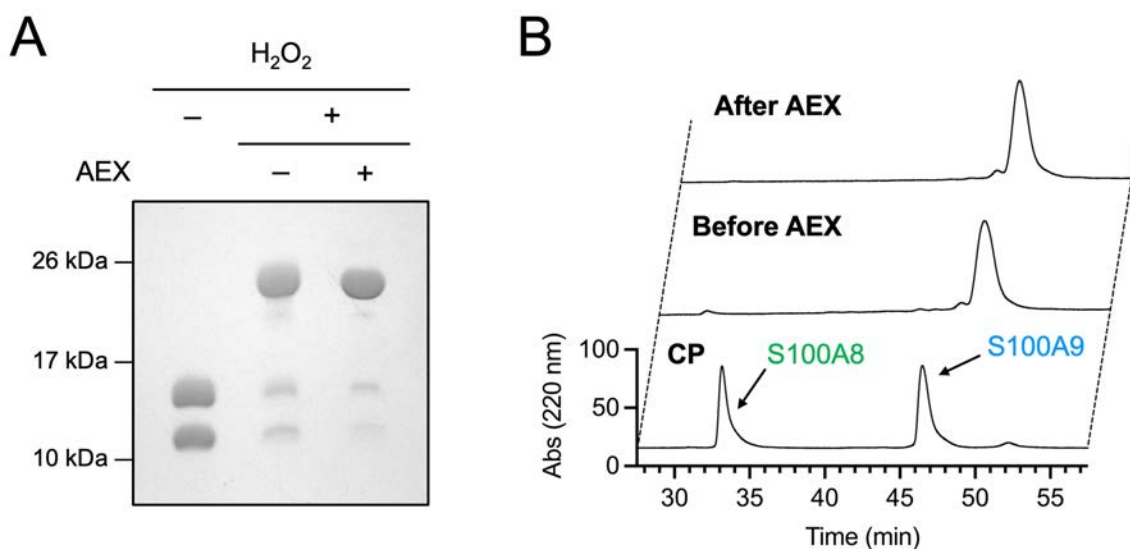 A
H₂O₂
– +
AEX – +
26 kDa
17 kDa
10 kDa
B
After AEX
Before AEX
CP
S100A8
S100A9
Abs (220 nm)
100
50
0
30 35 40 45 50 55
Time (min)